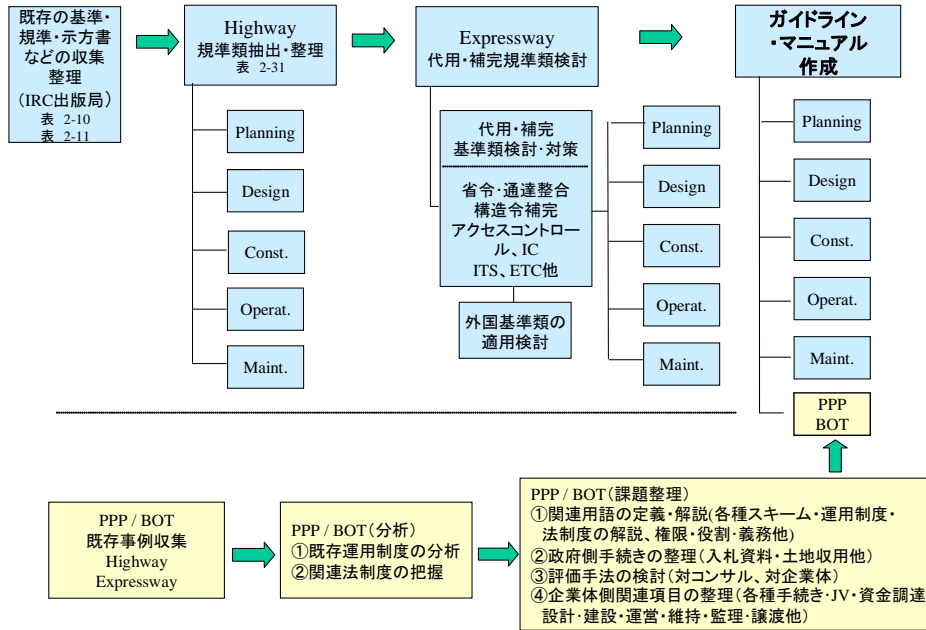 既存の基準・
規準・示方書
などの収集
整理
（IRC出版局）
表 2-10
表 2-11
Highway
規準類抽出・整理
表 2-31
Planning
Design
Const.
Operat.
Maint.
Expressway
代用・補完規準類検討
代用・補完
基準類検討・対策
省令・通達整合
構造令補完
アクセスコントロー
ル、IC
ITS、ETC他
外国基準類の
適用検討
Planning
Design
Const.
Operat.
Maint.
ガイドライン
・マニュアル
作成
Planning
Design
Const.
Operat.
Maint.
PPP
BOT
PPP / BOT
既存事例収集
Highway
Expressway
PPP / BOT（分析）
①既存運用制度の分析
②関連法制度の把握
PPP / BOT（課題整理）
①関連用語の定義・解説(各種スキーム・運用制度・
法制度の解説、権限・役割・義務他)
②政府側手続きの整理（入札資料・土地収用他）
③評価手法の検討（対コンサル、対企業体）
④企業体側関連項目の整理（各種手続き・JV・資金調達
設計・建設・運営・維持・監理・譲渡他）